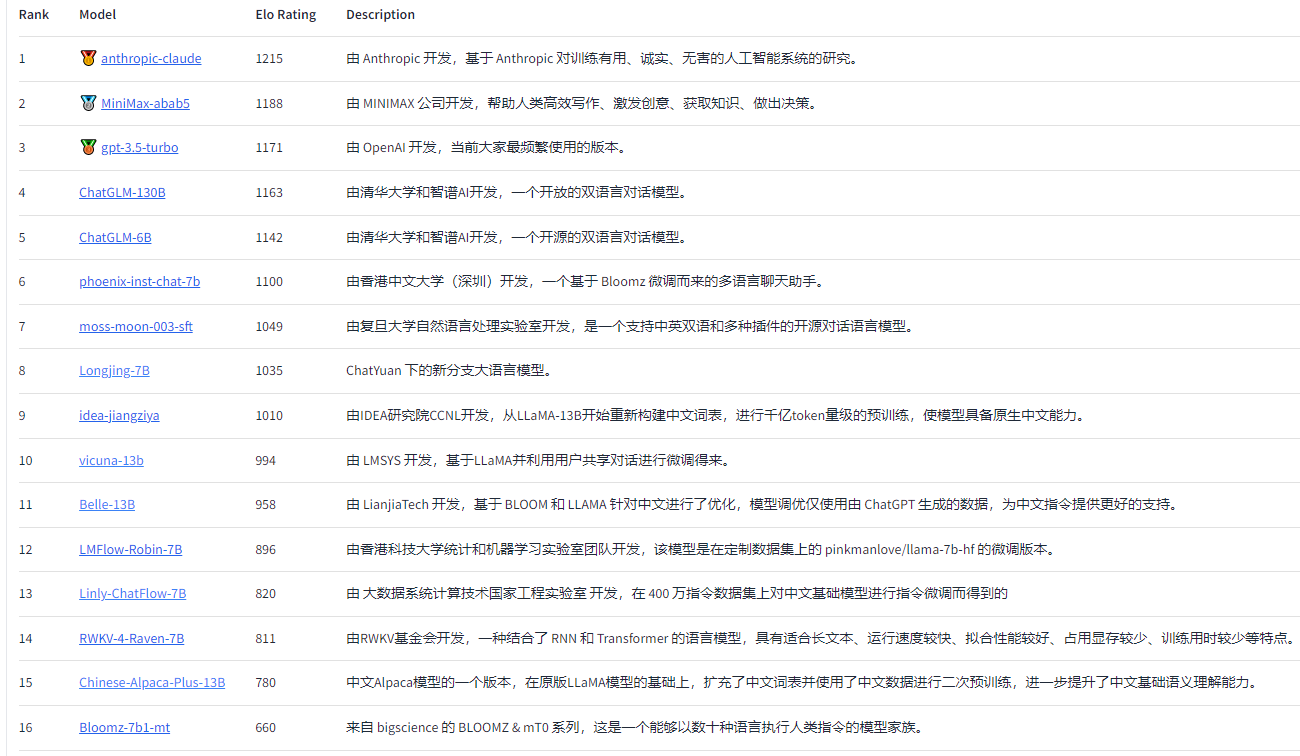 Rank Model Elo Rating Description
1 anthropic-claude 1215 由 Anthropic 开发，基于 Anthropic 对训练有用、诚实、无害的人工智能系统的研究。
2 MiniMax-abab5 1188 由 MINIMAX 公司开发，帮助人类高效写作、激发创意、获取知识、做出决策。
3 gpt-3.5-turbo 1171 由 OpenAI 开发，当前大家最频繁使用的版本。
4 ChatGLM-130B 1163 由清华大学和智谱AI开发，一个开放的双语言对话模型。
5 ChatGLM-6B 1142 由清华大学和智谱AI开发，一个开源的双语言对话模型。
6 phoenix-inst-chat-7b 1100 由香港中文大学（深圳）开发，一个基于 Bloomz 微调而来的多语言聊天助手。
7 moss-moon-003-sft 1049 由复旦大学自然语言处理实验室开发，是一个支持中英双语和多种插件的开源对话语言模型。
8 Longjing-7B 1035 ChatYuan 下的新分支大语言模型。
9 idea-jiangziya 1010 由IDEA研究院CCNL开发，从LLaMA-13B开始重新构建中文词表，进行千亿token量级的预训练，使模型具备原生中文能力。
10 vicuna-13b 994 由 LMSYS 开发，基于LLaMA并利用用户共享对话进行微调得来。
11 Belle-13B 958 由 LianjiaTech 开发，基于 BLOOM 和 LLAMA 针对中文进行了优化，模型调优仅使用由 ChatGPT 生成的数据，为中文指令提供更好的支持。
12 LMFlow-Robin-7B 896 由香港科技大学统计和机器学习实验室团队开发，该模型是在定制数据集上的 pinkmanlove/llama-7b-hf 的微调版本。
13 Linly-ChatFlow-7B 820 由 大数据系统计算技术国家工程实验室 开发，在 400 万指令数据集上对中文基础模型进行指令微调而得到的
14 RWKV-4-Raven-7B 811 由RWKV基金会开发，一种结合了 RNN 和 Transformer 的语言模型，具有适合长文本、运行速度较快、拟合性能较好、占用显存较少、训练用时较少等特点。
15 Chinese-Alpaca-Plus-13B 780 中文Alpaca模型的一个版本，在原版LLaMA模型的基础上，扩充了中文词表并使用了中文数据进行二次预训练，进一步提升了中文基础语义理解能力。
16 Bloomz-7b1-mt 660 来自 bigscience 的 BLOOMZ & mT0 系列，这是一个能够以数十种语言执行人类指令的模型家族。